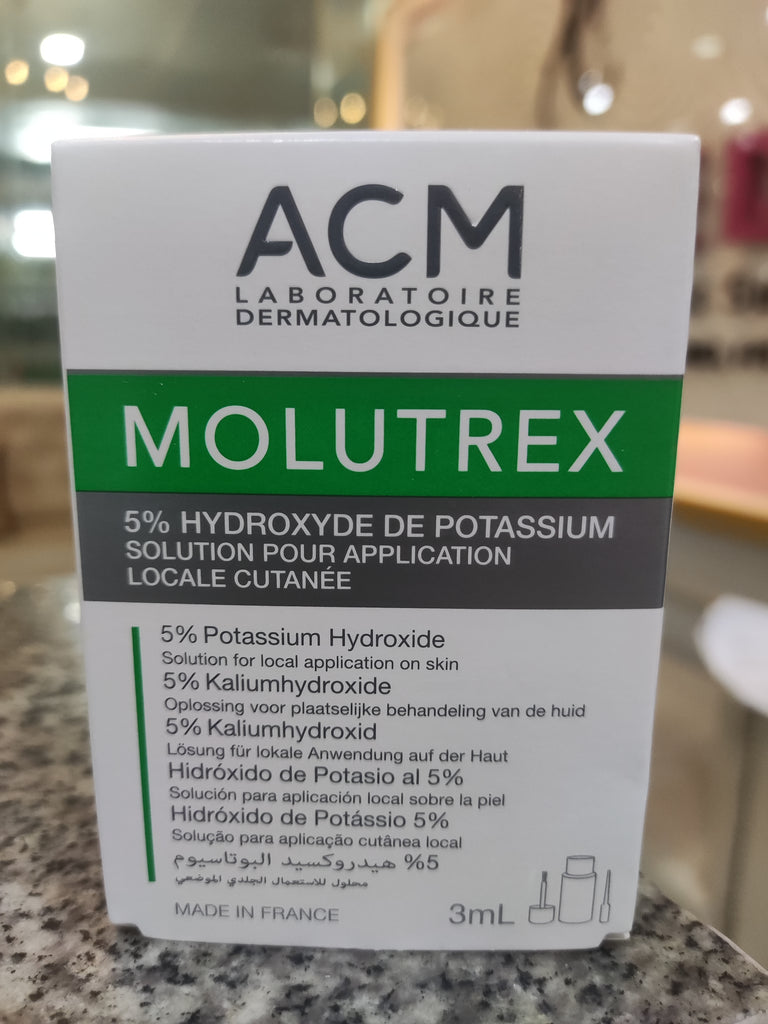 ACM
LABORATOIRE
DERMATOLOGIQUE
MOLUTREX
5% HYDROXYDE DE POTASSIUM
SOLUTION POUR APPLICATION
LOCALE CUTANÉE
5% Potassium Hydroxide
Solution for local application on skin
5% Kaliumhydroxide
Oplossing voor plaatselijke behandeling van de huid
5% Kaliumhydroxid
Lösung für lokale Anwendung auf der Haut
Hidróxido de Potasio al 5%
Solución para aplicación local sobre la piel
Hidróxido de Potássio 5%
Solução para aplicação cutânea local
5% هيدروكسيد البوتاسيوم
محلول للاستعمال الجلدي الموضعي
MADE IN FRANCE
3mL